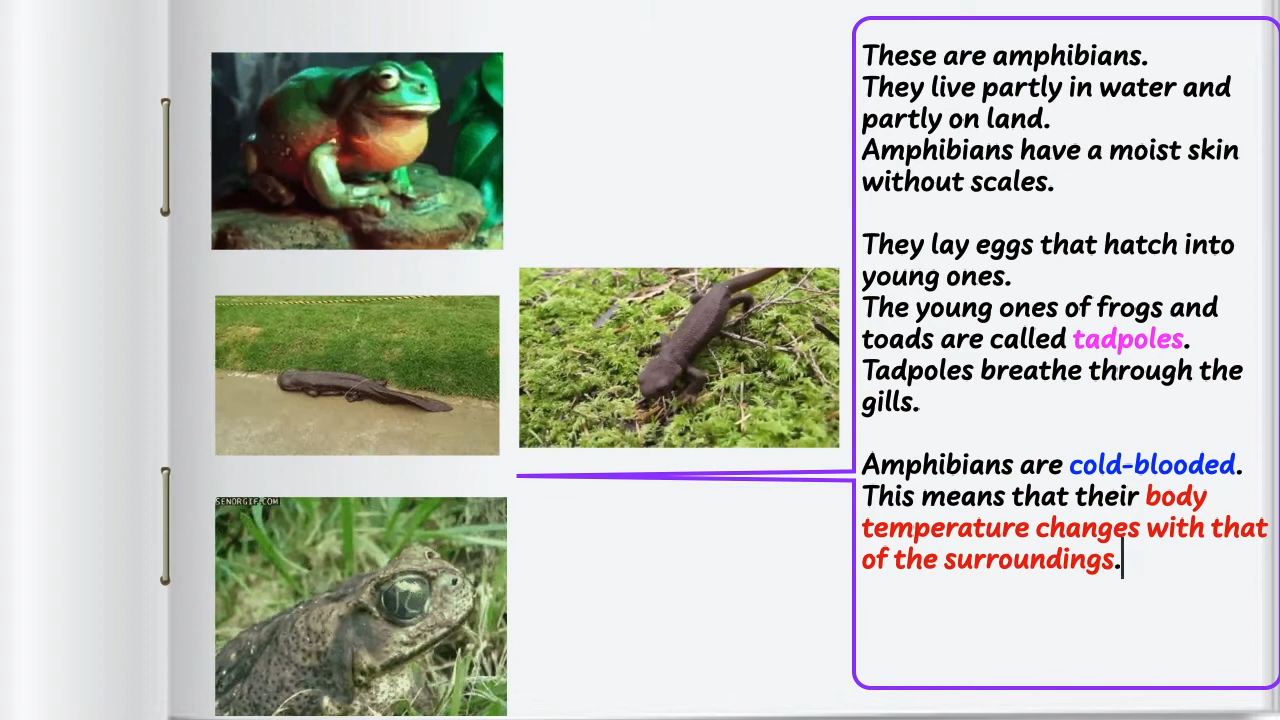 These are amphibians.
They live partly in water and
partly on land.
Amphibians have a moist skin
without scales.
They lay eggs that hatch into
young ones.
The young ones of frogs and
toads are called tadpoles.
Tadpoles breathe through the
gills.
Amphibians are cold-blooded.
This means that their body
temperature changes with that
of the surroundings.
SENORGIF.COM